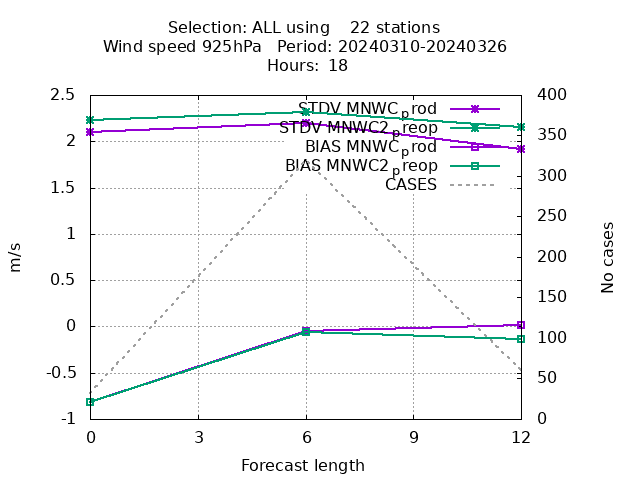 Selection: ALL using    22 stations
Wind speed 925hPa   Period: 20240310-20240326
Hours: 18
STDV MNWC_prod
STDV MNWC2_preop
BIAS MNWC_prod
BIAS MNWC2_preop
CASES
m/s
2.5
2
1.5
1
0.5
0
-0.5
-1
No cases
400
350
300
250
200
150
100
50
0
0 3 6 9 12
Forecast length